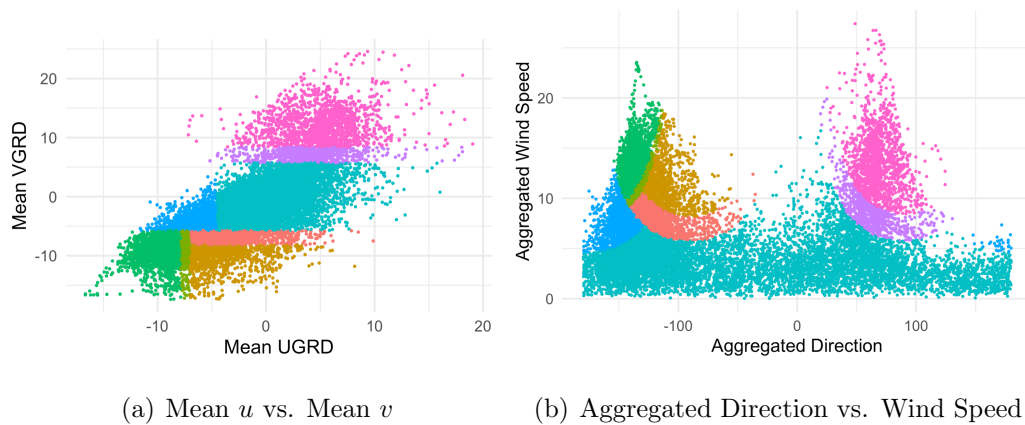 20
10
0
-10
Mean VGRD
-10
0
10
20
Mean UGRD
20
10
0
Aggregated Wind Speed
-100
0
100
Aggregated Direction
(a) Mean u vs. Mean v
(b) Aggregated Direction vs. Wind Speed